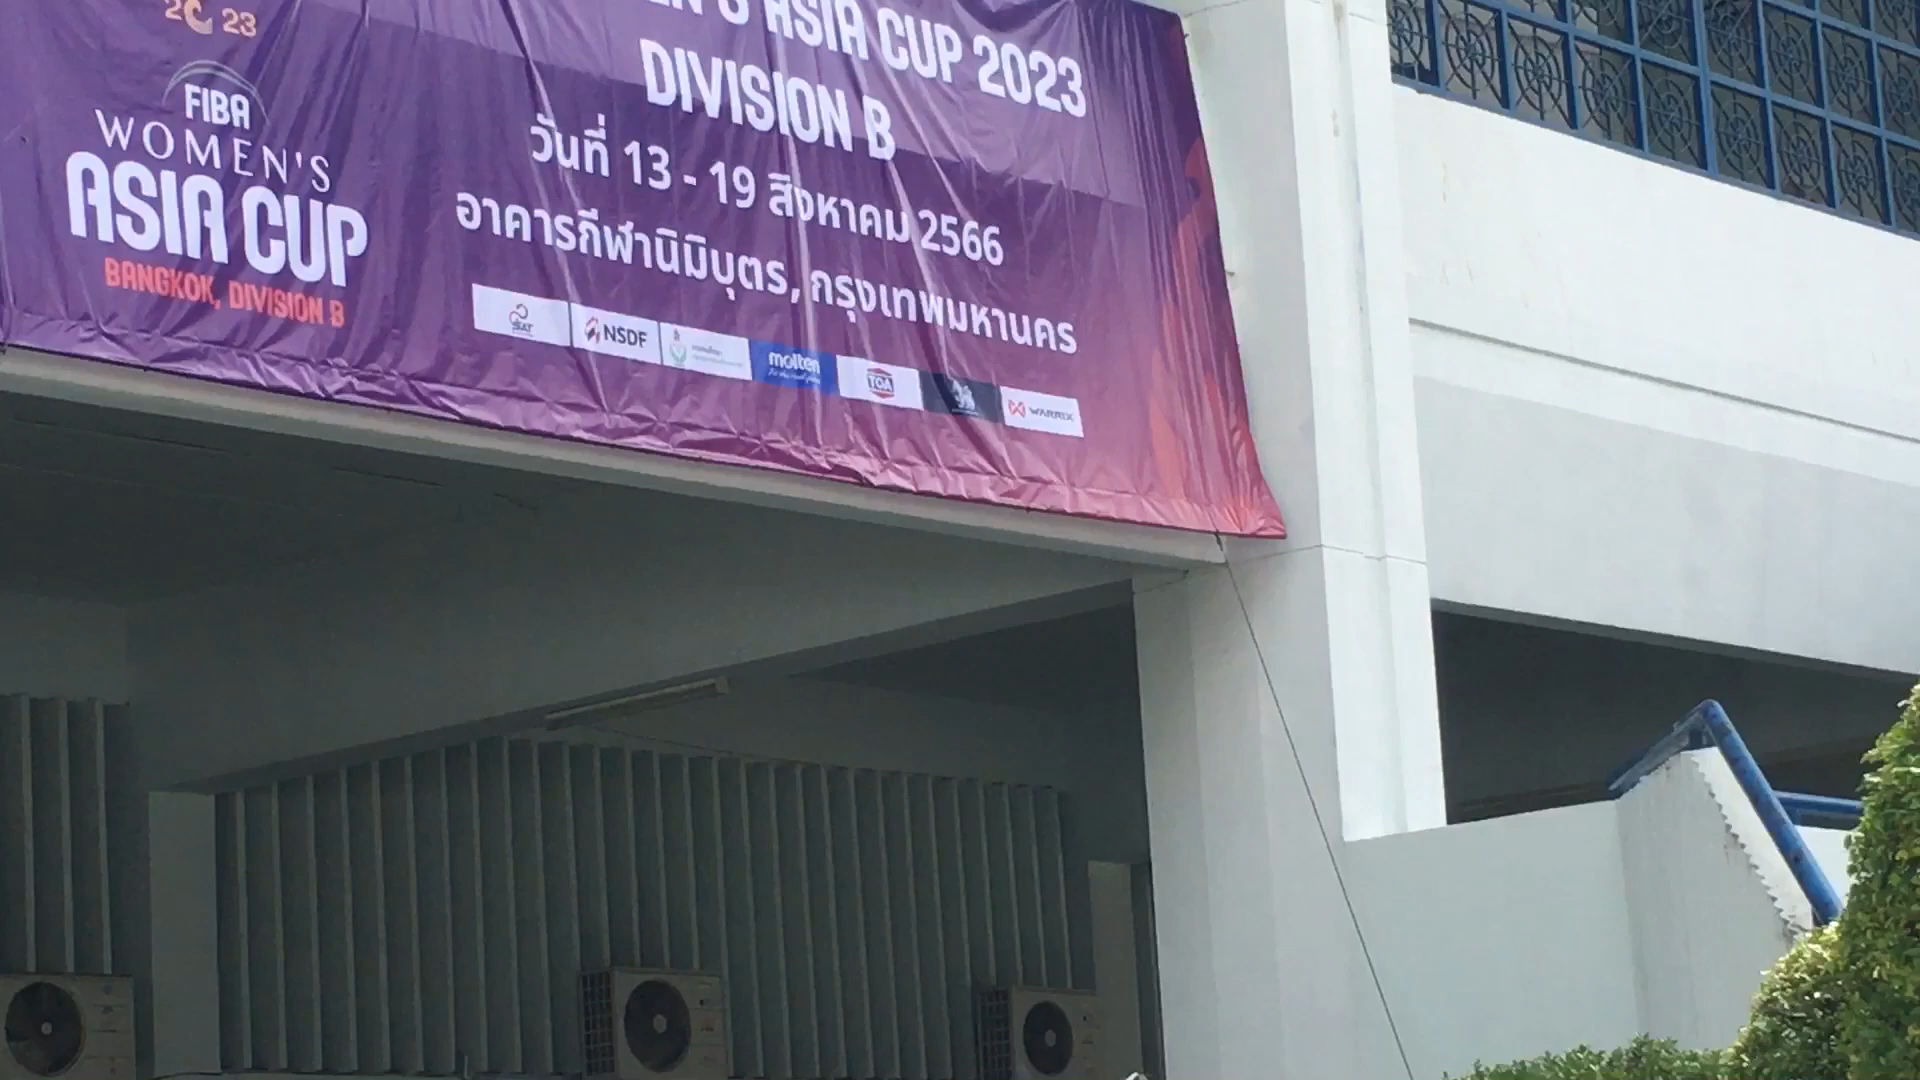 2023
FIBA
WOMEN'S
ASIA CUP
BANGKOK, DIVISION B
EN'S ASIA CUP 2023
DIVISION B
วันที่ 13 - 19 สิงหาคม 2566
อาคารกีฬานิมิบุตร, กรุงเทพมหานคร
SAT
NSDF
molten
TOA
WARRIX